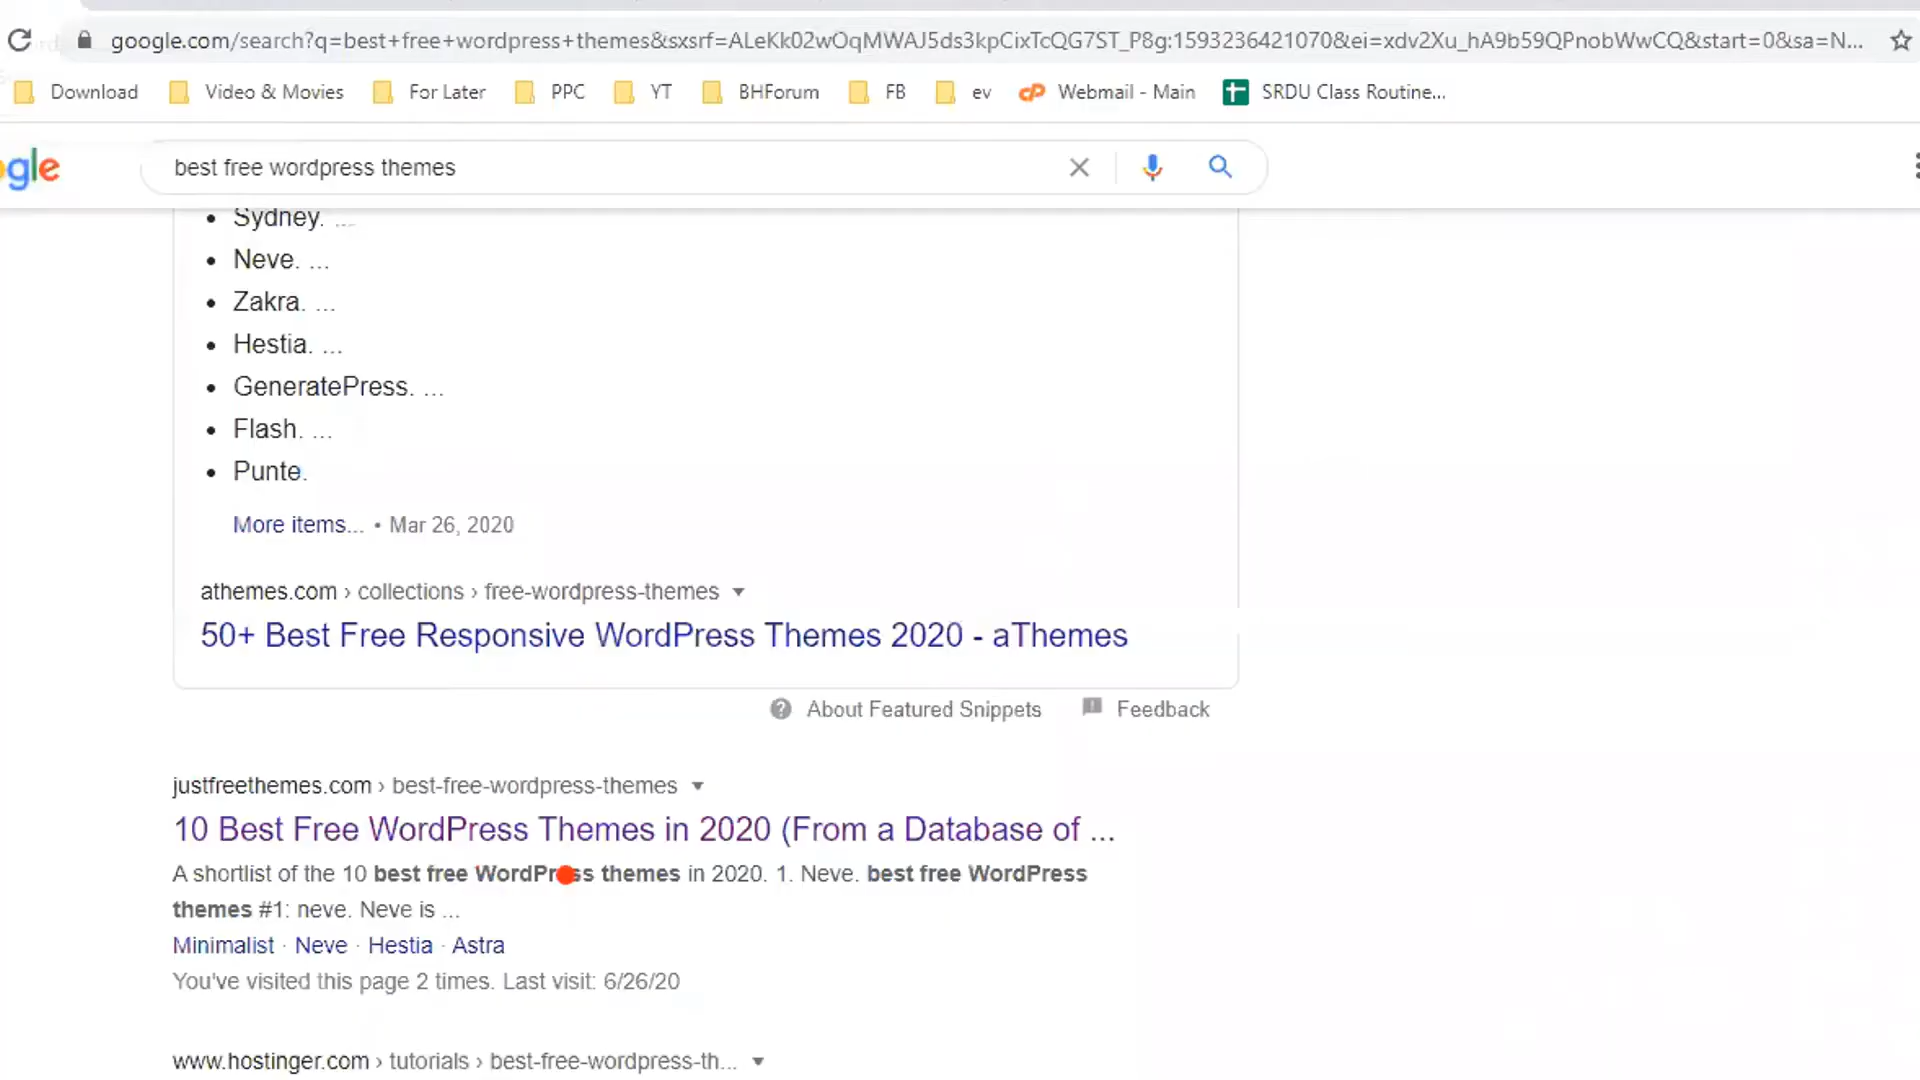 google.com/search?q=best+free+wordpress+themes&sxsrf=ALeKk02wOqMWAJ5ds3kpCixTcQG7ST_P8g:1593236421070&ei=xdv2Xu_hA9b59QPnobWwCQ&start=0&sa=N...
Download Video & Movies For Later PPC YT BHForum FB ev Webmail - Main SRDU Class Routine...
gle best free wordpress themes
• Sydney. ...
• Neve. ...
• Zakra. ...
• Hestia. ...
• GeneratePress. ...
• Flash. ...
• Punte.
More items... • Mar 26, 2020
athemes.com › collections › free-wordpress-themes
50+ Best Free Responsive WordPress Themes 2020 - aThemes
About Featured Snippets Feedback
justfreethemes.com › best-free-wordpress-themes
10 Best Free WordPress Themes in 2020 (From a Database of ...
A shortlist of the 10 best free WordPress themes in 2020. 1. Neve. best free WordPress
themes #1: neve. Neve is ...
Minimalist · Neve · Hestia · Astra
You've visited this page 2 times. Last visit: 6/26/20
www.hostinger.com › tutorials › best-free-wordpress-th...